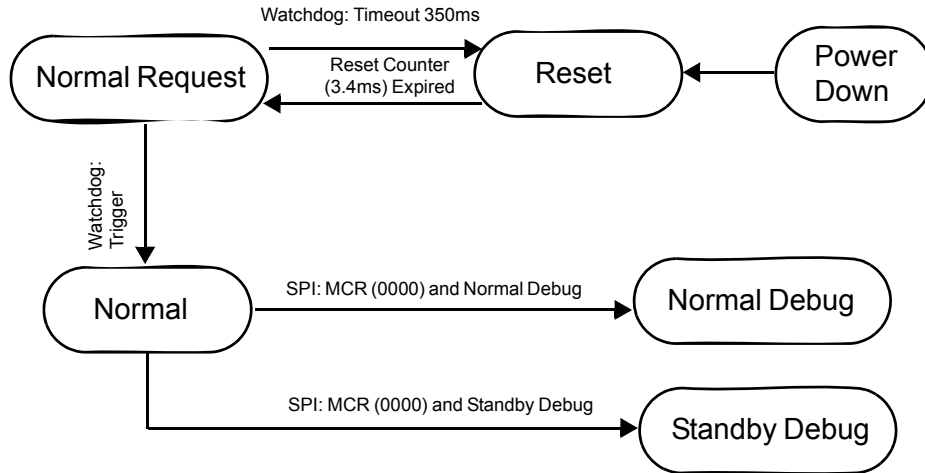 Watchdog: Timeout 350ms
Normal Request
Reset Counter
(3.4ms) Expired
Reset
Power
Down
Watchdog:
Trigger
Normal
SPI: MCR (0000) and Normal Debug
Normal Debug
SPI: MCR (0000) and Standby Debug
Standby Debug